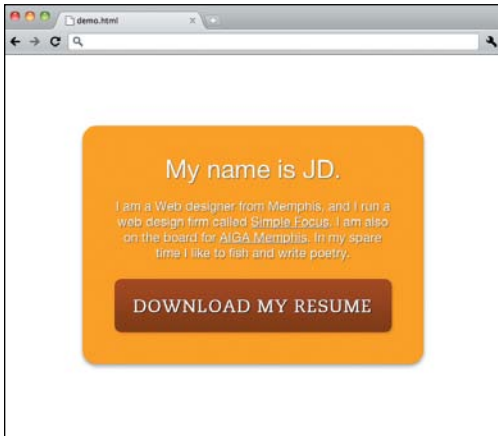 demo.html
My name is JD.
I am a Web designer from Memphis, and I run a
web design firm called Simple Focus. I am also
on the board for AIGA Memphis. In my spare
time I like to fish and write poetry.
DOWNLOAD MY RESUME